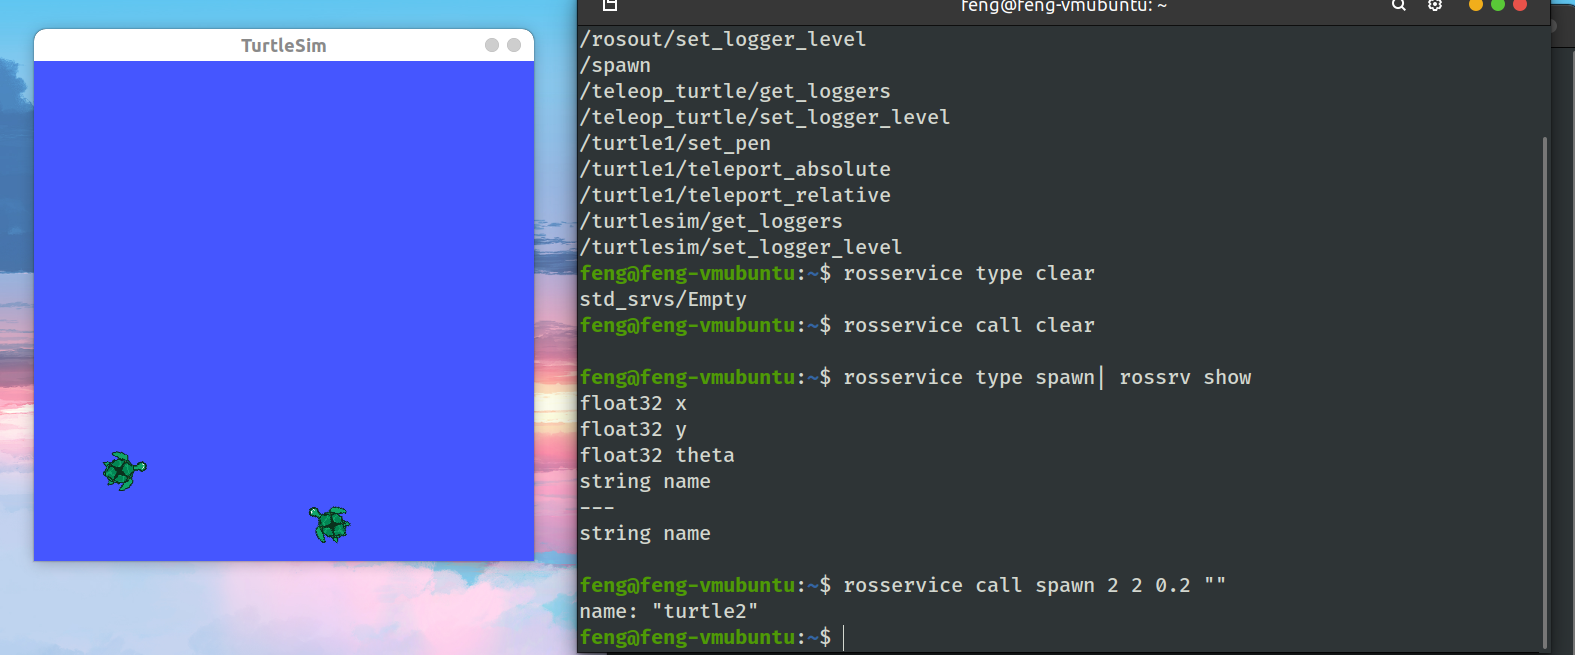 TurtleSim
feng@feng-vmubuntu: ~
/rosout/set_logger_level
/spawn
/teleop_turtle/get_loggers
/teleop_turtle/set_logger_level
/turtle1/set_pen
/turtle1/teleport_absolute
/turtle1/teleport_relative
/turtlesim/get_loggers
/turtlesim/set_logger_level
feng@feng-vmubuntu:~$ rosservice type clear
std_srvs/Empty
feng@feng-vmubuntu:~$ rosservice call clear
feng@feng-vmubuntu:~$ rosservice type spawn| rossrv show
float32 x
float32 y
float32 theta
string name
---
string name
feng@feng-vmubuntu:~$ rosservice call spawn 2 2 0.2 ""
name: "turtle2"
feng@feng-vmubuntu:~$